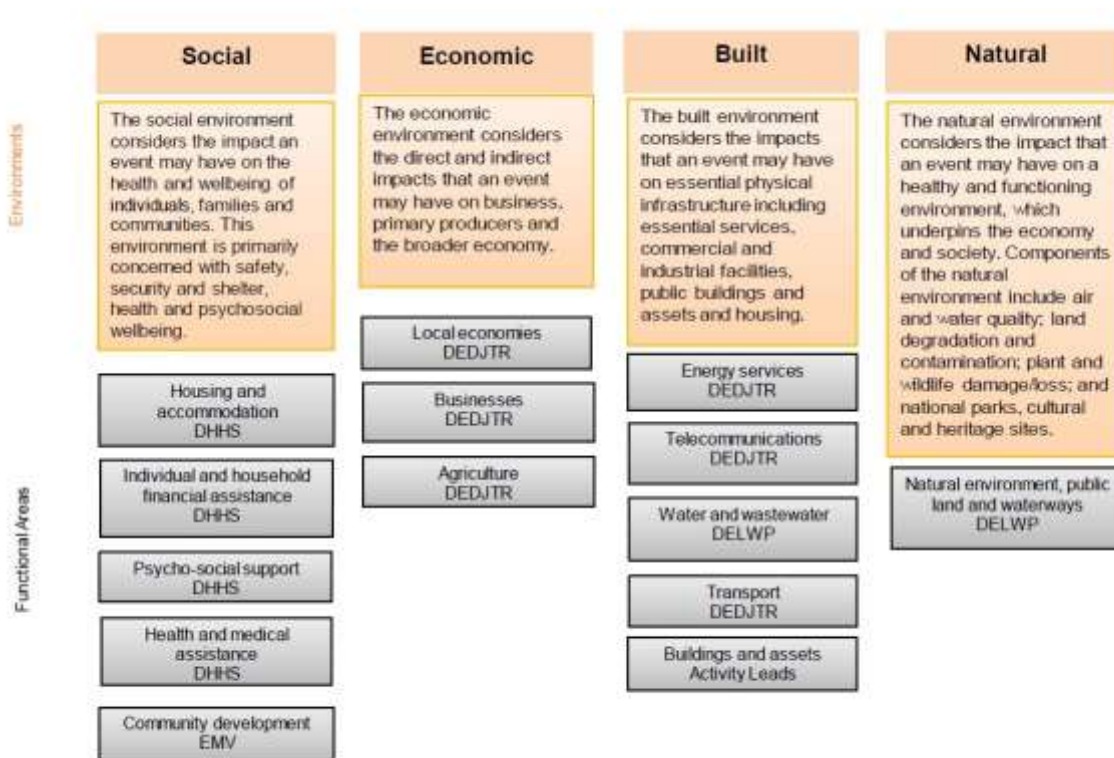 Social
Economic
Built
Natural
Environments
The social environment
considers the impact an
event may have on the
health and wellbeing of
individuals, families and
communities. This
environment is primarily
concerned with safety,
security and shelter,
health and psychosocial
wellbeing.
The economic
environment considers
the direct and indirect
impacts that an event
may have on business,
primary producers and
the broader economy.
The built environment
considers the impacts
that an event may have
on essential physical
infrastructure including
essential services,
commercial and
industrial facilities,
public buildings and
assets and housing.
The natural environment
considers the impact that
an event may have on a
healthy and functioning
environment, which
underpins the economy
and society. Components
of the natural
environment include air
and water quality; land
degradation and
contamination; plant and
wildlife damage/loss; and
national parks, cultural
and heritage sites.
Functional Areas
Housing and
accommodation
DHHS
Individual and household
financial assistance
DHHS
Psycho-social support
DHHS
Health and medical
assistance
DHHS
Community development
EMV
Local economies
DEDJTR
Businesses
DEDJTR
Agriculture
DEDJTR
Energy services
DEDJTR
Telecommunications
DEDJTR
Water and wastewater
DELWP
Transport
DEDJTR
Buildings and assets
Activity Leads
Natural environment, public
land and waterways
DELWP